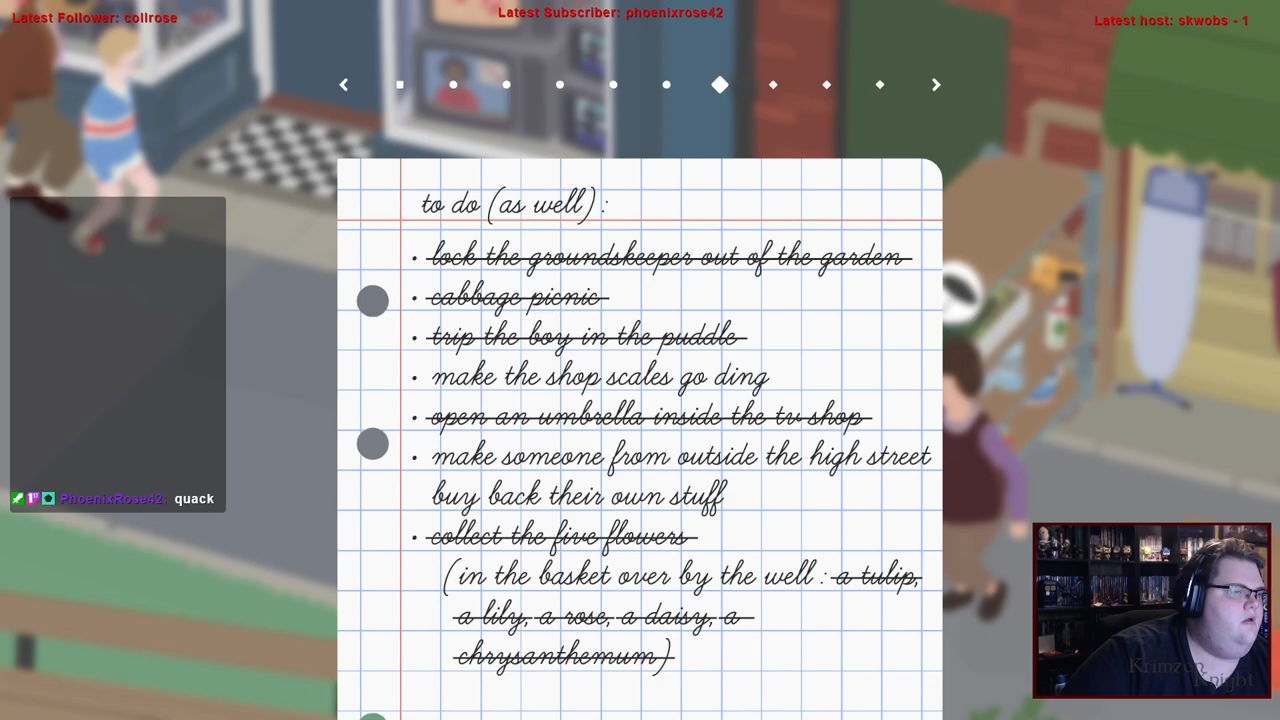 Latest Follower: collrose
Latest Subscriber: phoenixrose42
Latest host: skwobs - 1
to do (as well) :
• lock the groundskeeper out of the garden
• cabbage picnic
• trip the boy in the puddle
• make the shop scales go ding
• open an umbrella inside the tv shop
• make someone from outside the high street
buy back their own stuff
• collect the five flowers
(in the basket over by the well : a tulip,
a lily, a rose, a daisy, a
chrysanthemum)
PhoenixRose42: quack
Krimzon
Knight